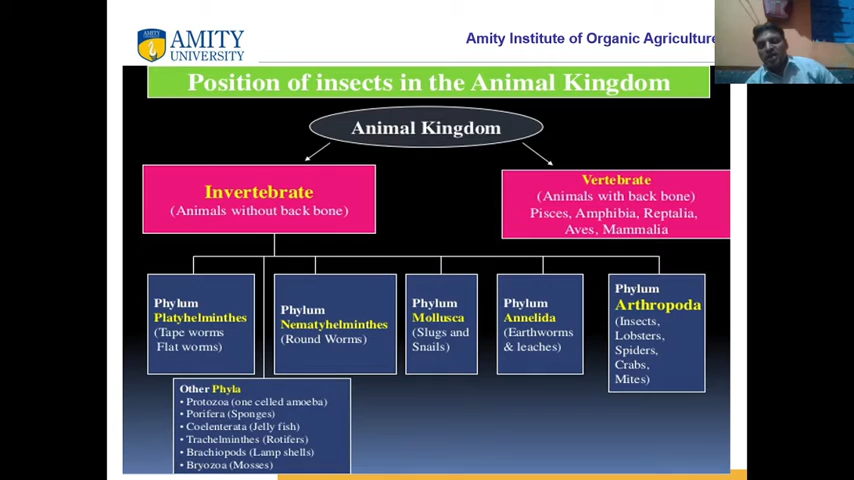 AMITY
UNIVERSITY
Amity Institute of Organic Agriculture
Position of insects in the Animal Kingdom
Animal Kingdom
Invertebrate
(Animals without back bone)
Vertebrate
(Animals with back bone)
Pisces, Amphibia, Reptalia,
Aves, Mammalia
Phylum
Platyhelminthes
(Tape worms
Flat worms)
Phylum
Nematyhelminthes
(Round Worms)
Phylum
Mollusca
(Slugs and
Snails)
Phylum
Annelida
(Earthworms
& leaches)
Phylum
Arthropoda
(Insects,
Lobsters,
Spiders,
Crabs,
Mites)
Other Phyla
• Protozoa (one celled amoeba)
• Porifera (Sponges)
• Coelenterata (Jelly fish)
• Trachelminthes (Rotifers)
• Brachiopods (Lamp shells)
• Bryozoa (Mosses)